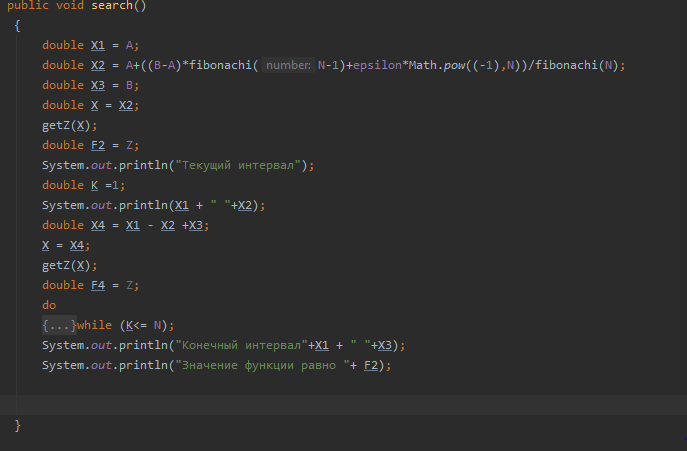 public void search()
{
double X1 = A;
double X2 = A+((B-A)*fibonachi( number: N-1)+epsilon*Math.pow((-1),N))/fibonachi(N);
double X3 = B;
double X = X2;
getZ(X);
double F2 = Z;
System.out.println("Текущий интервал");
double K =1;
System.out.println(X1 + " "+X2);
double X4 = X1 - X2 +X3;
X = X4;
getZ(X);
double F4 = Z;
do
{...}while (K<= N);
System.out.println("Конечный интервал"+X1 + " "+X3);
System.out.println("Значение функции равно "+ F2);
}